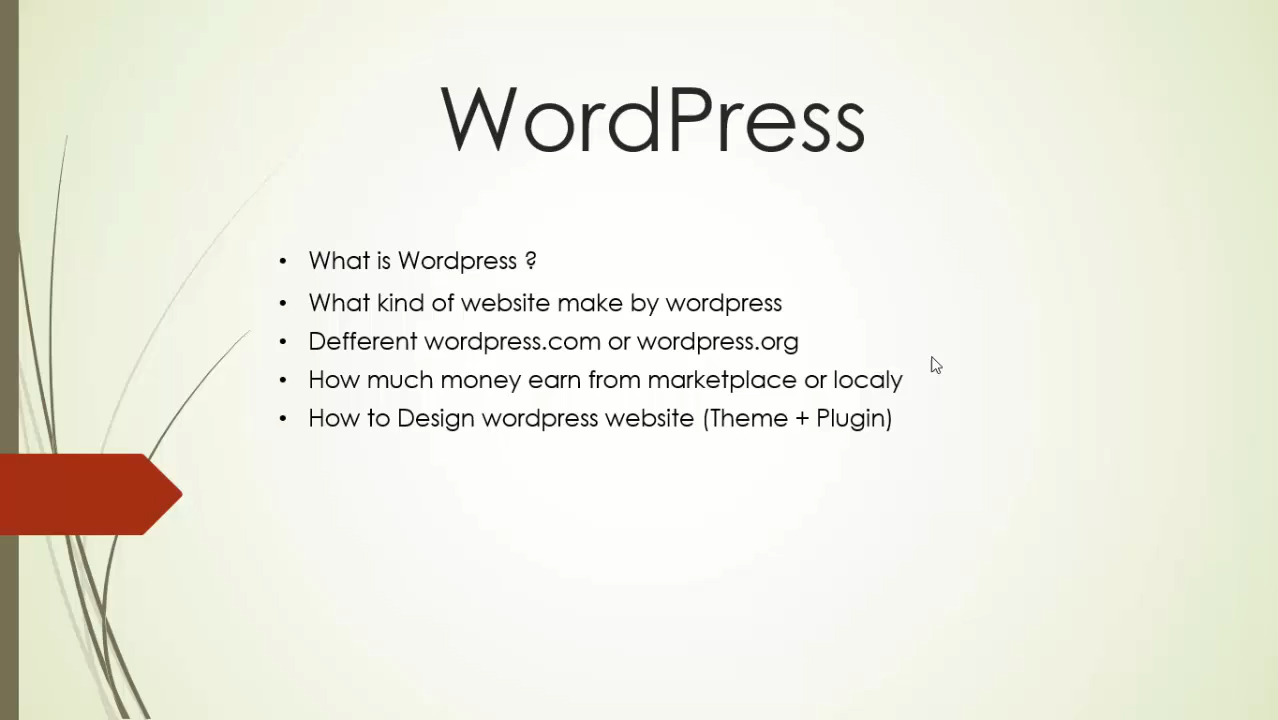 WordPress
• What is Wordpress ?
• What kind of website make by wordpress
• Defferent wordpress.com or wordpress.org
• How much money earn from marketplace or localy
• How to Design wordpress website (Theme + Plugin)